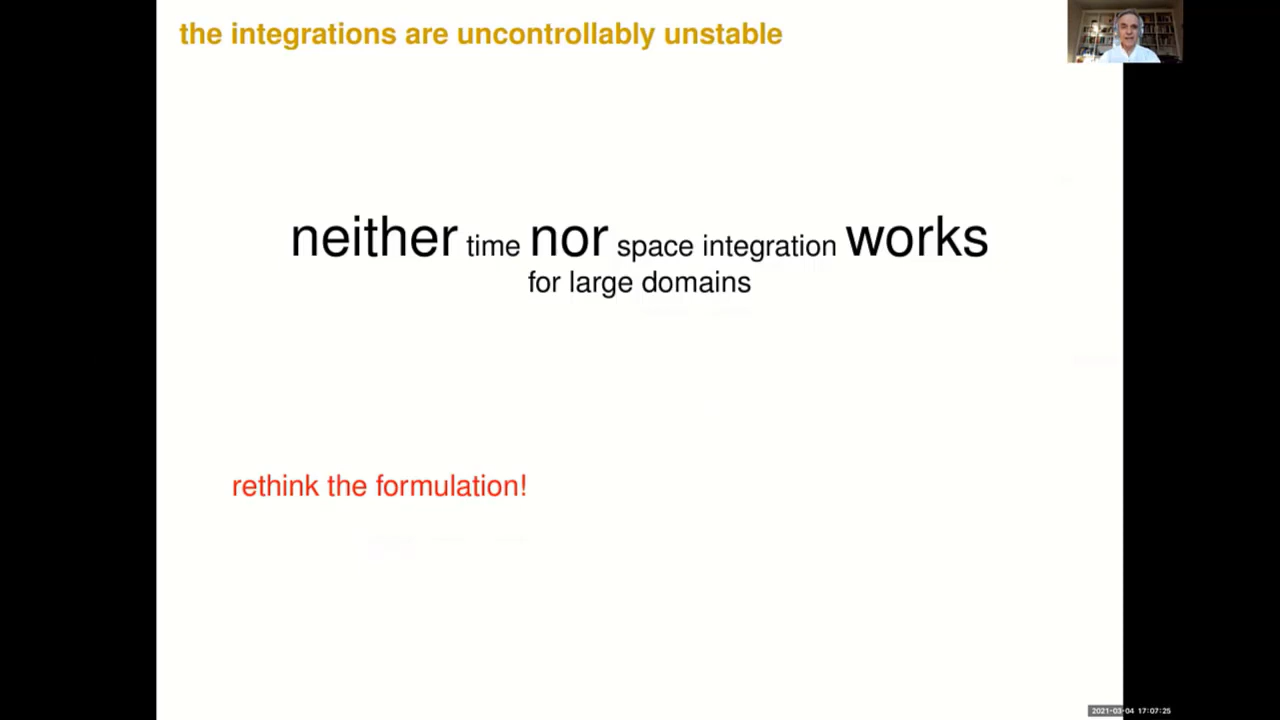 the integrations are uncontrollably unstable
neither time nor space integration works
for large domains
rethink the formulation!
2021-03-04 17:07:25